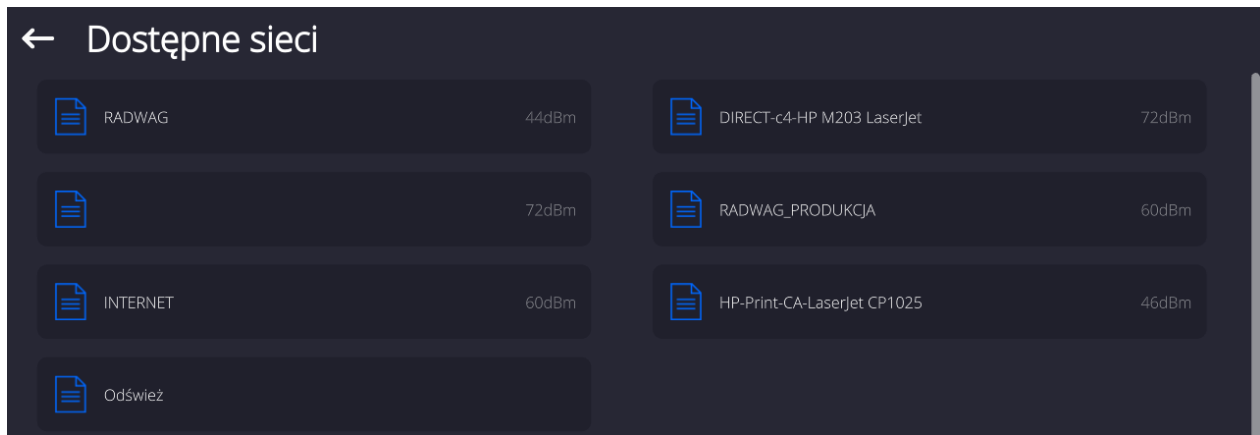 Dostępne sieci
RADWAG 44dBm
DIRECT-c4-HP M203 LaserJet 72dBm
72dBm
RADWAG_PRODUKCJA 60dBm
INTERNET 60dBm
HP-Print-CA-LaserJet CP1025 46dBm
Odśwież